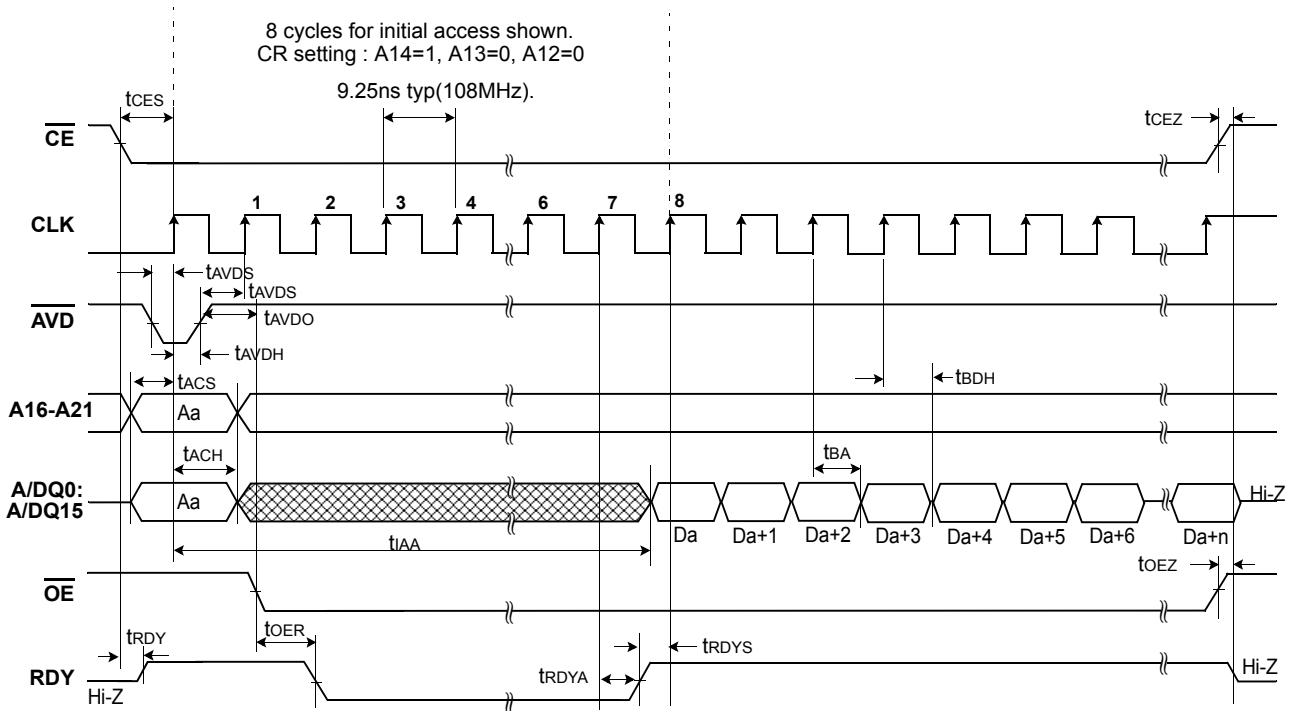 8 cycles for initial access shown.
CR setting : A14=1, A13=0, A12=0
9.25ns typ(108MHz).
tCES
tCEZ
CE
1 2 3 4 6 7 8
CLK
tAVDS
tAVDS
AVD
tAVDO
tAVDH
tACS
tBDH
A16-A21
Aa
tACH
tBA
A/DQ0:
A/DQ15
Aa
Hi-Z
Da Da+1 Da+2 Da+3 Da+4 Da+5 Da+6 Da+n
tIAA
tOEZ
OE
tOER
tRDY
tRDYS
tRDYA
RDY
Hi-Z
Hi-Z